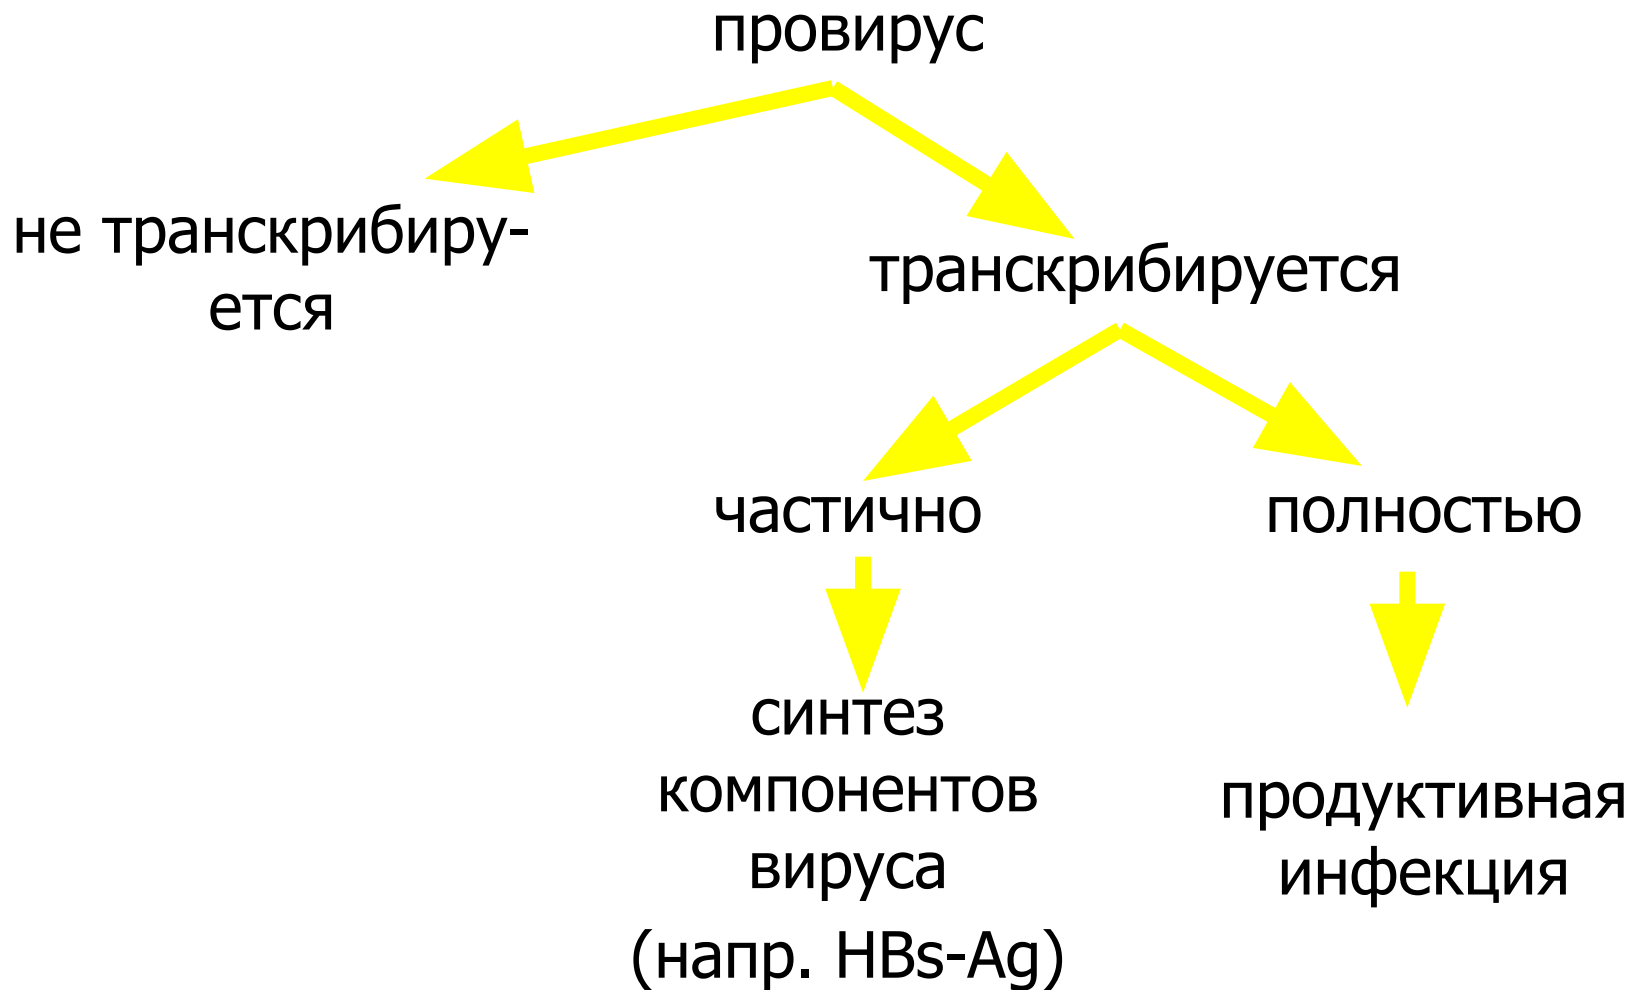 провирус
не транскрибиру-
ется
транскрибируется
частично
полностью
синтез
компонентов
вируса
(напр. HBs-Ag)
продуктивная
инфекция